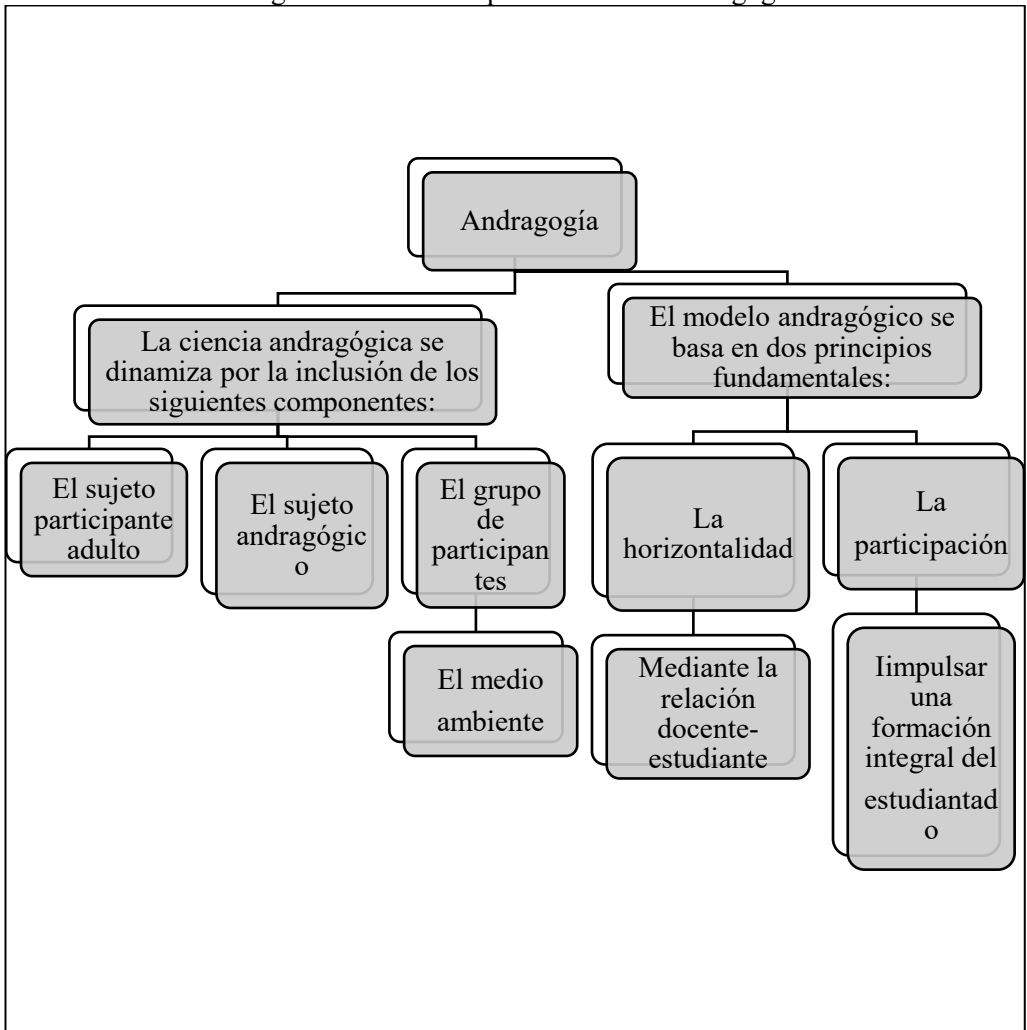 Andragogía
La ciencia andragógica se
dinamiza por la inclusión de los
siguientes componentes:
El modelo andragógico se
basa en dos principios
fundamentales:
El sujeto
participante
adulto
El sujeto
andragógic
o
El grupo
de
participan
tes
El medio
ambiente
La
horizontalidad
Mediante la
relación
docente-
estudiante
La
participación
Iimpulsar
una
formación
integral del
estudiantad
o